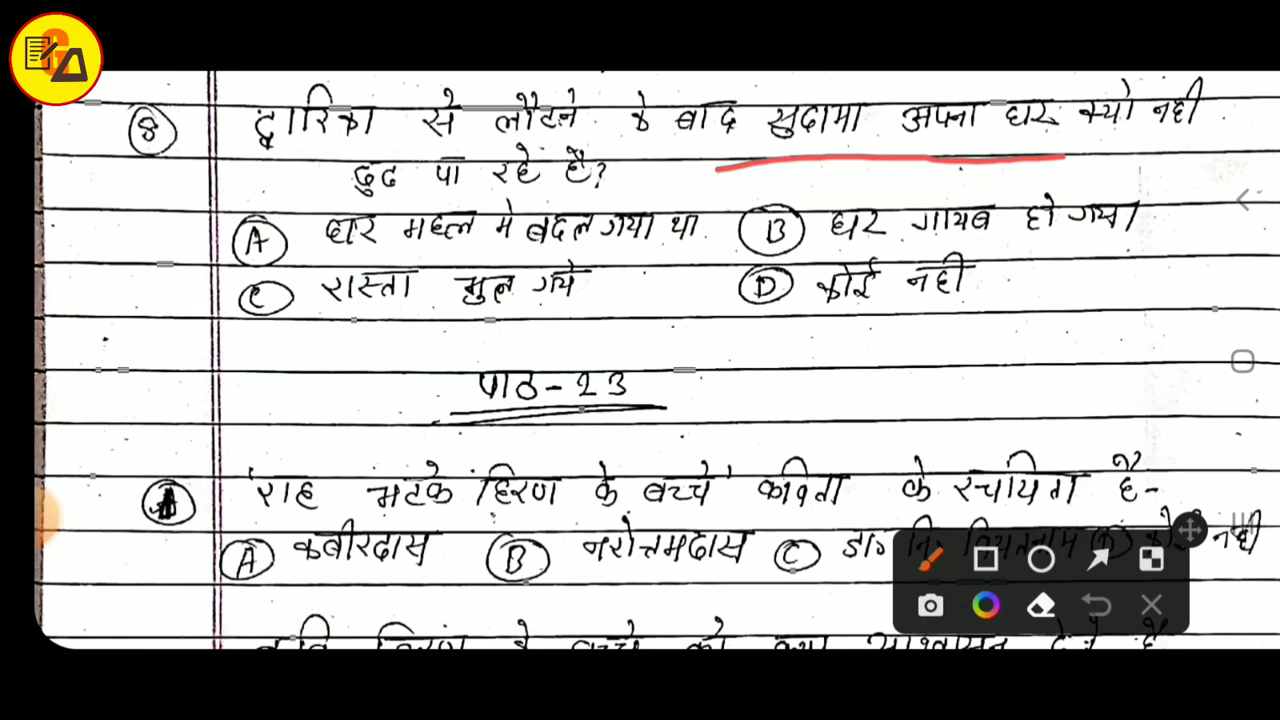 8 द्वारिका से लौटने के बाद सुदामा अपना घर क्यो नही
ढुढ पा रहे है?
A घर महल मे बदल गया था B घर गायब हो गया
C रास्ता भुल गये D कोई नही
पाठ-23
'राह भटके हिरण के बच्चे' कविता के रचयिता है-
A कबीरदास B नरोत्तमदास C डा॰ नि॰ वियतनाम D कोई नही